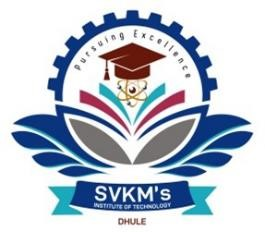 Pursuing Excellence
SVKM's
INSTITUTE OF TECHNOLOGY
DHULE